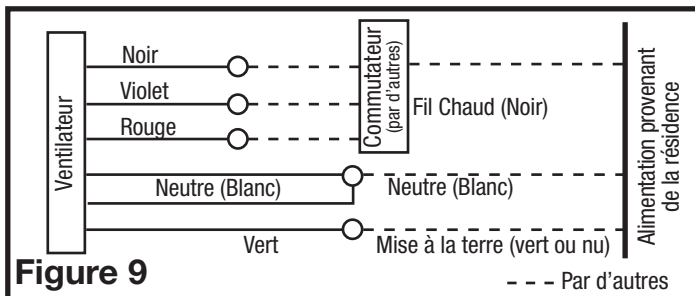 Ventilateur
Noir
Violet
Rouge
Neutre (Blanc)
Vert
Commutateur
(par d'autres)
Fil Chaud (Noir)
Neutre (Blanc)
Mise à la terre (vert ou nu)
Alimentation provenant
de la résidence
Figure 9
Par d'autres